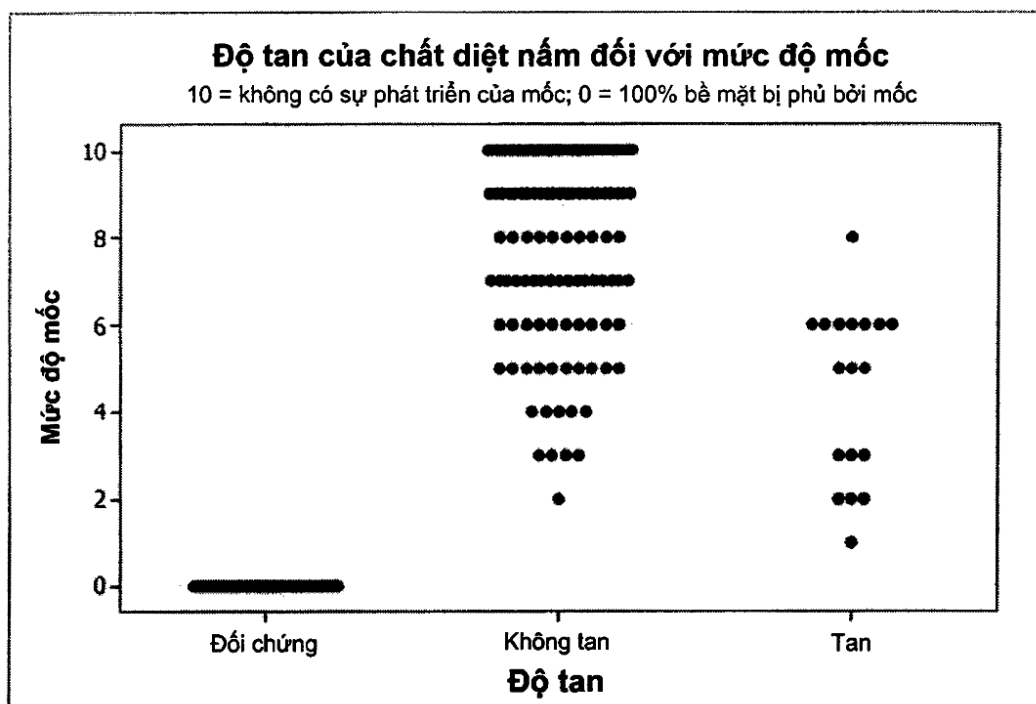 Độ tan của chất diệt nấm đối với mức độ mốc
10 = không có sự phát triển của mốc; 0 = 100% bề mặt bị phủ bởi mốc
Mức độ mốc
10
8
6
4
2
0
Đối chứng
Không tan
Tan
Độ tan